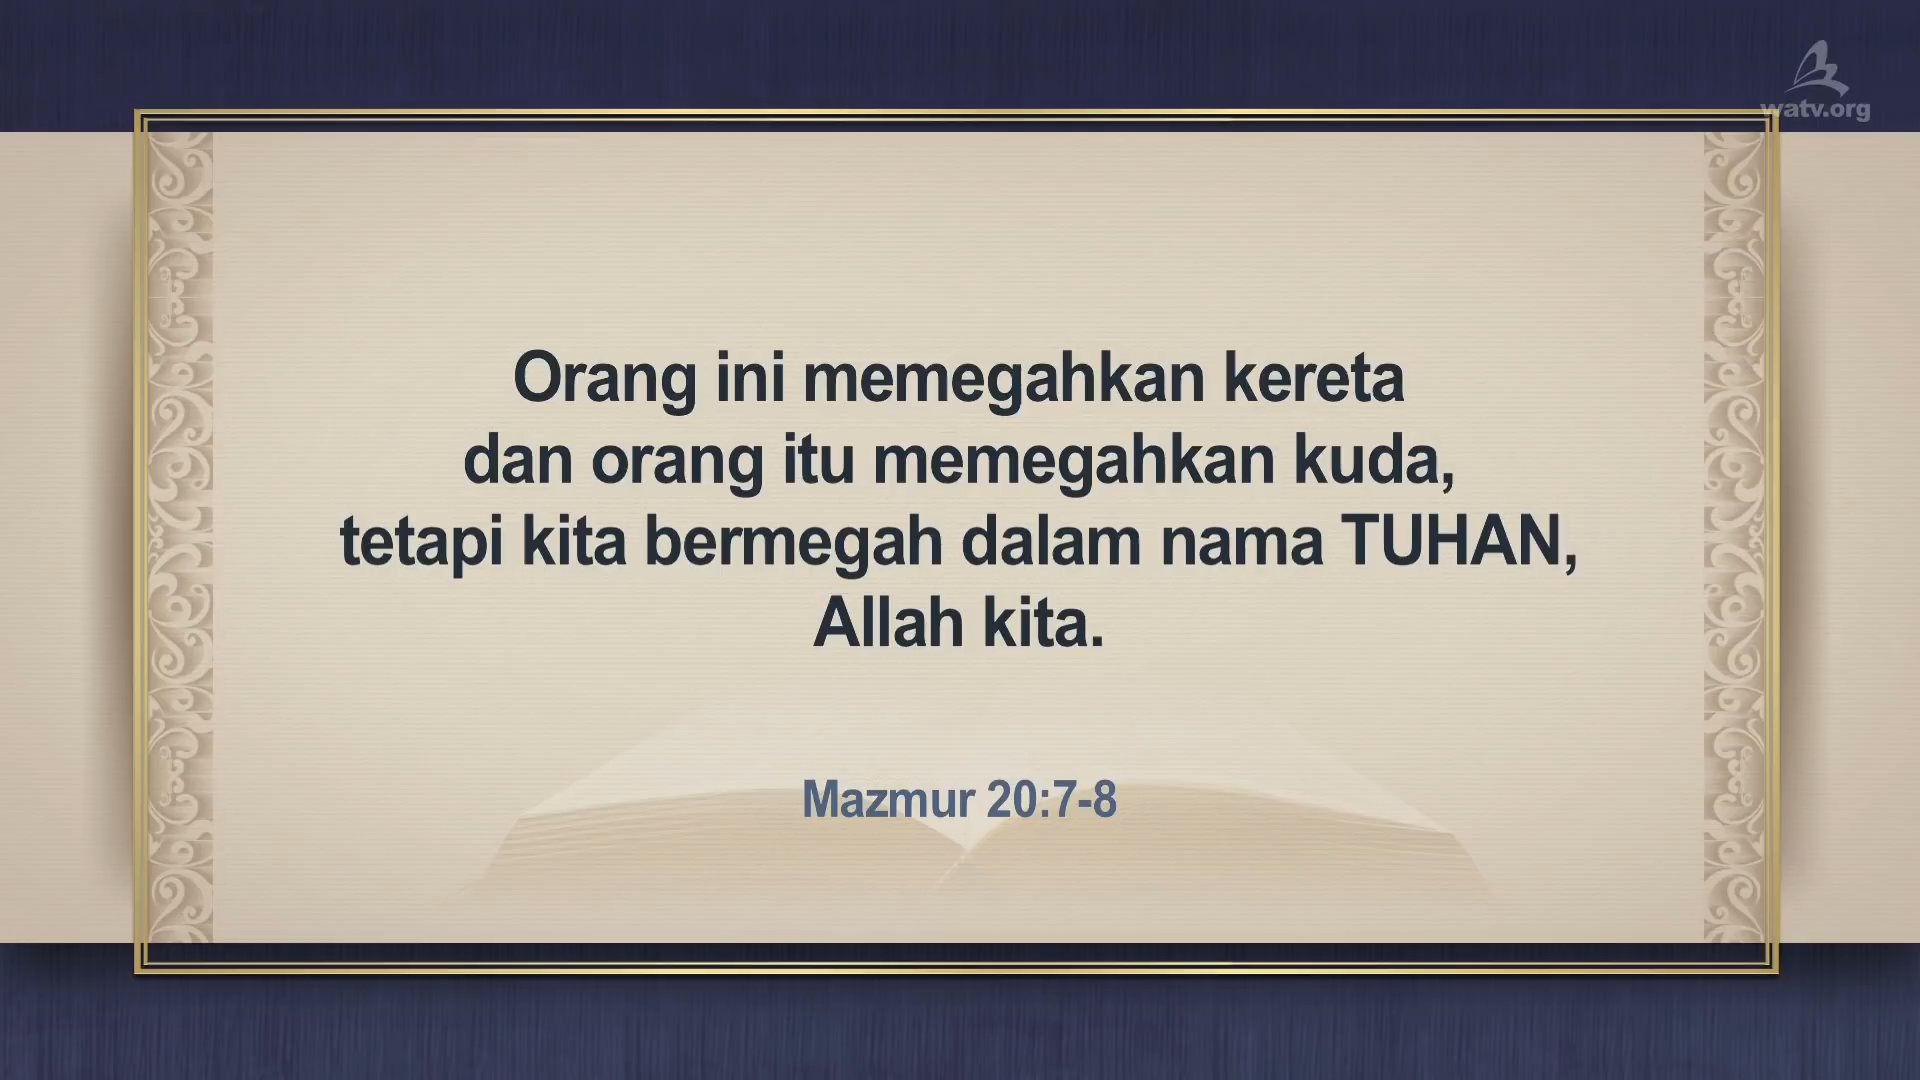 watv.org
Orang ini memegahkan kereta
dan orang itu memegahkan kuda,
tetapi kita bermegah dalam nama TUHAN,
Allah kita.
Mazmur 20:7-8